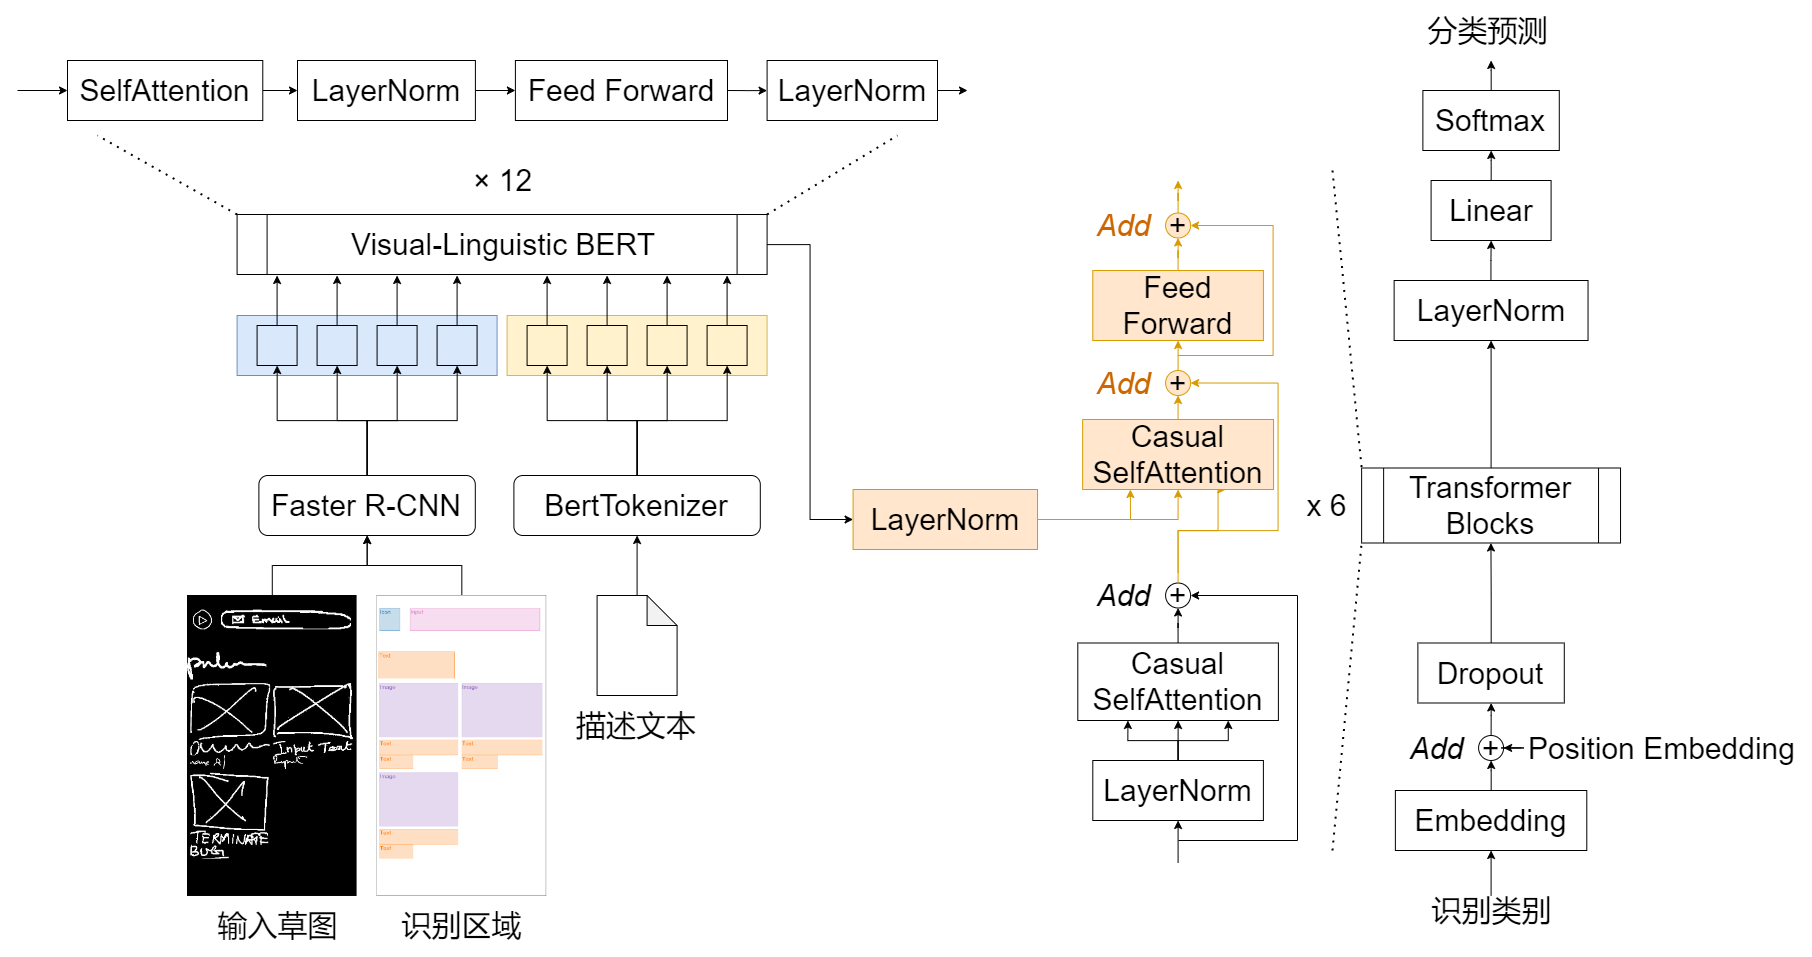 SelfAttention
LayerNorm
Feed Forward
LayerNorm
× 12
Visual-Linguistic BERT
Faster R-CNN
BertTokenizer
Email
Input Text
Input
TERMINATE
BUG
输入草图
Icon
Input
Text
Image
Image
Text
Text
Text
Text
Image
Text
Text
识别区域
描述文本
LayerNorm
Add
Feed
Forward
Add
Casual
SelfAttention
Add
Casual
SelfAttention
LayerNorm
x 6
分类预测
Softmax
Linear
LayerNorm
Transformer
Blocks
Dropout
Add
Position Embedding
Embedding
识别类别